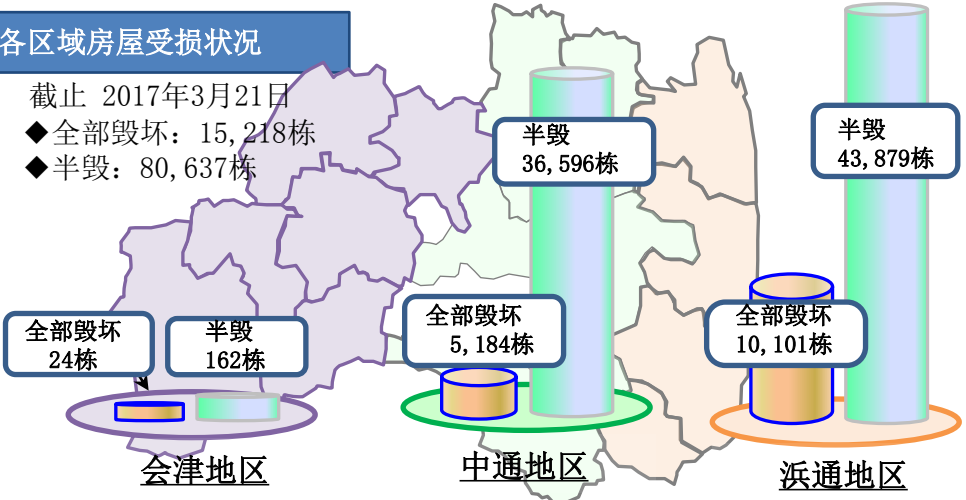 各区域房屋受损状况
截止 2017年3月21日
◆全部毁坏：15,218栋
◆半毁：80,637栋
半毁
36,596栋
半毁
43,879栋
全部毁坏
24栋
半毁
162栋
全部毁坏
5,184栋
全部毁坏
10,101栋
会津地区
中通地区
浜通地区